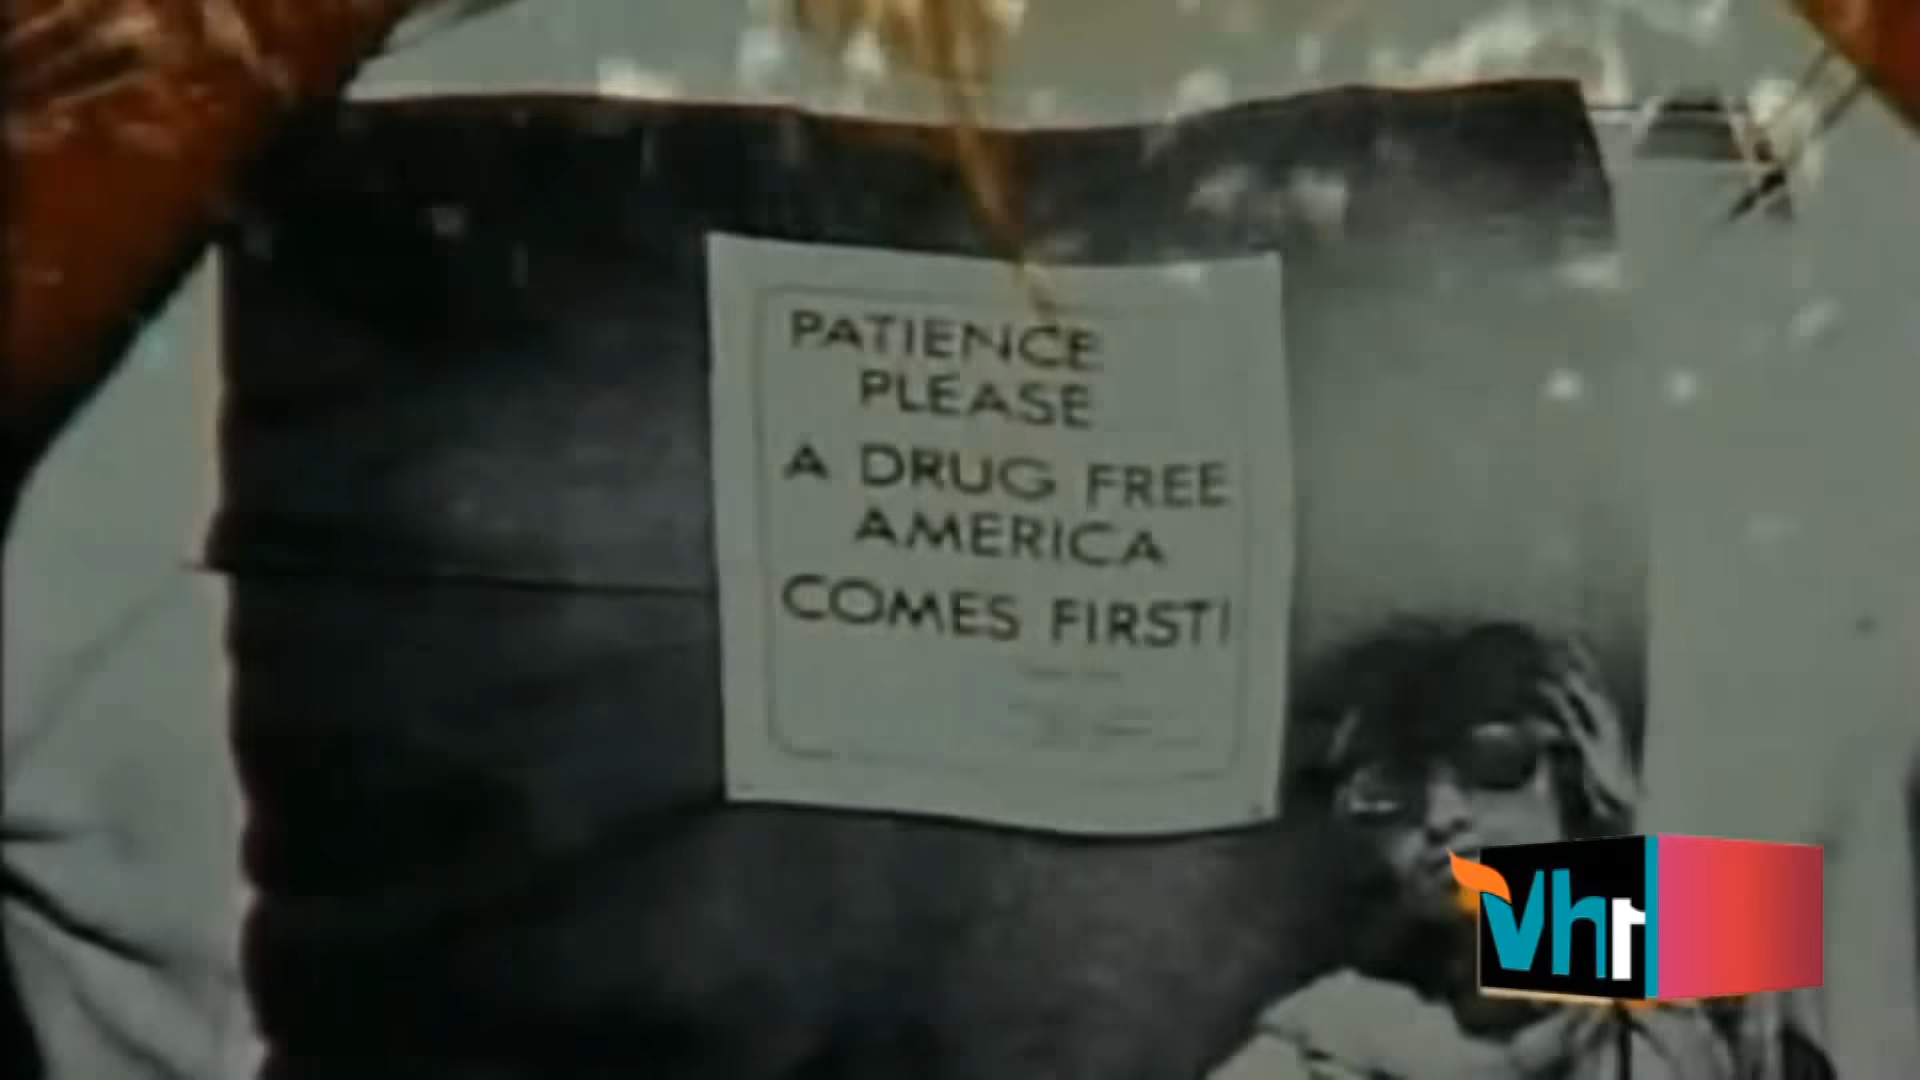 PATIENCE
PLEASE
A DRUG FREE
AMERICA
COMES FIRST!
Vh1